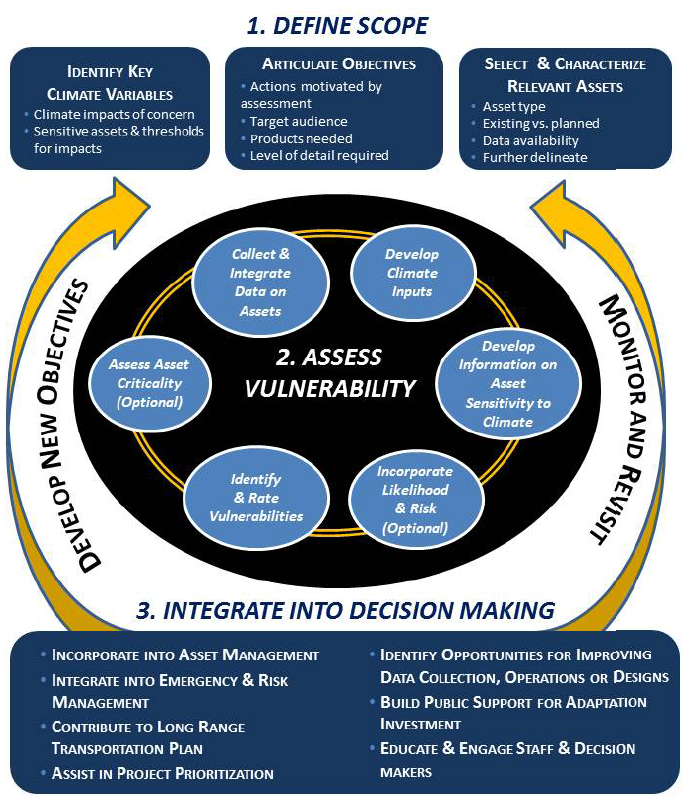 1. DEFINE SCOPE
IDENTIFY KEY
CLIMATE VARIABLES
• Climate impacts of concern
• Sensitive assets & thresholds
for impacts
ARTICULATE OBJECTIVES
• Actions motivated by
assessment
• Target audience
• Products needed
• Level of detail required
SELECT & CHARACTERIZE
RELEVANT ASSETS
• Asset type
• Existing vs. planned
• Data availability
• Further delineate
DEVELOP NEW OBJECTIVES
MONITOR AND REVISIT
2. ASSESS
VULNERABILITY
Collect &
Integrate
Data on
Assets
Develop
Climate
Inputs
Develop
Information on
Asset
Sensitivity to
Climate
Incorporate
Likelihood
& Risk
(Optional)
Identify
& Rate
Vulnerabilities
Assess Asset
Criticality
(Optional)
3. INTEGRATE INTO DECISION MAKING
• INCORPORATE INTO ASSET MANAGEMENT
• INTEGRATE INTO EMERGENCY & RISK
MANAGEMENT
• CONTRIBUTE TO LONG RANGE
TRANSPORTATION PLAN
• ASSIST IN PROJECT PRIORITIZATION
• IDENTIFY OPPORTUNITIES FOR IMPROVING
DATA COLLECTION, OPERATIONS OR DESIGNS
• BUILD PUBLIC SUPPORT FOR ADAPTATION
INVESTMENT
• EDUCATE & ENGAGE STAFF & DECISION
MAKERS